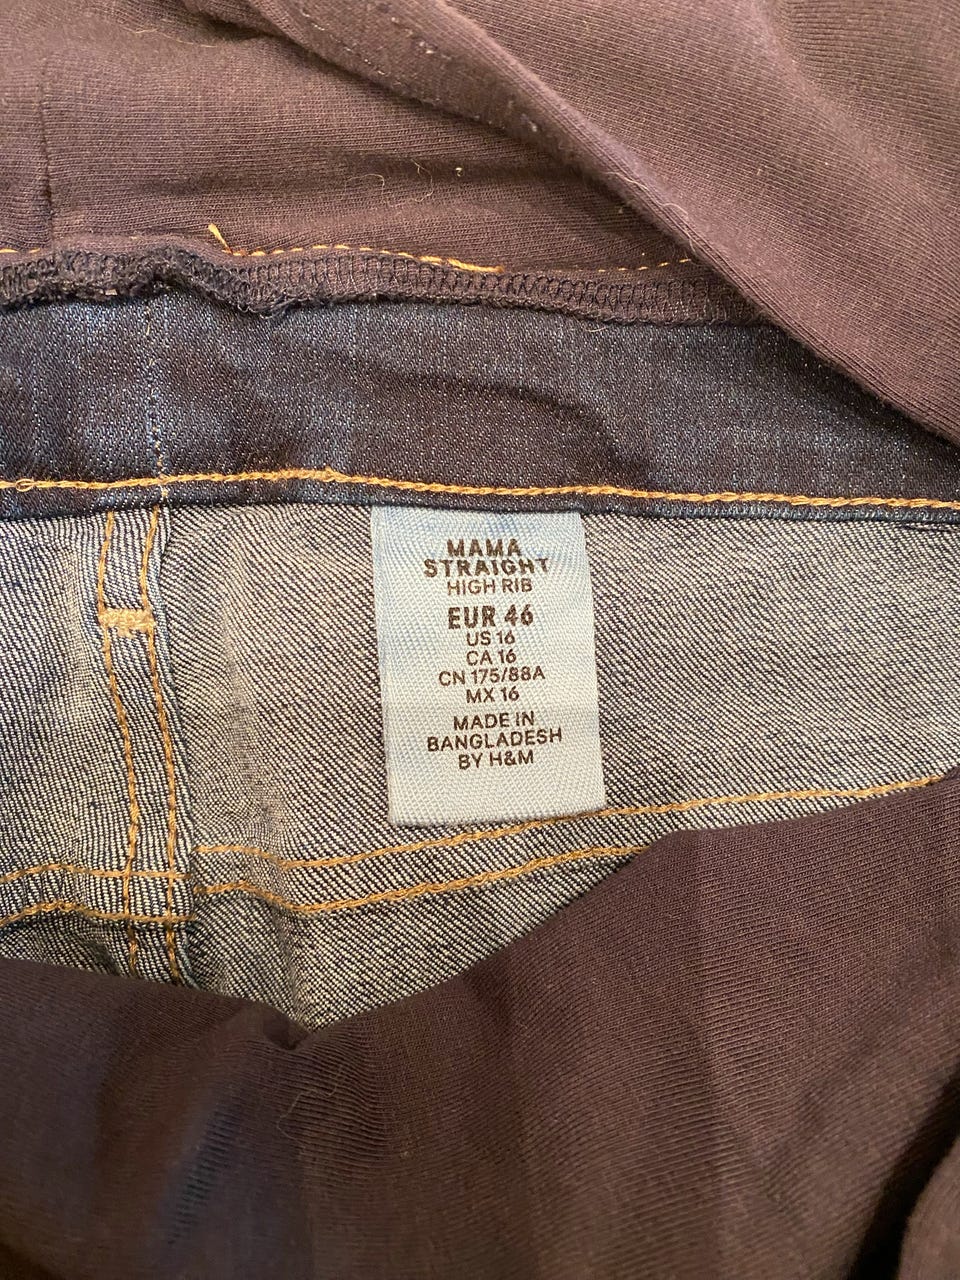 MAMA
STRAIGHT
HIGH RIB
EUR 46
US 16
CA 16
CN 175/88A
MX 16
MADE IN
BANGLADESH
BY H&M